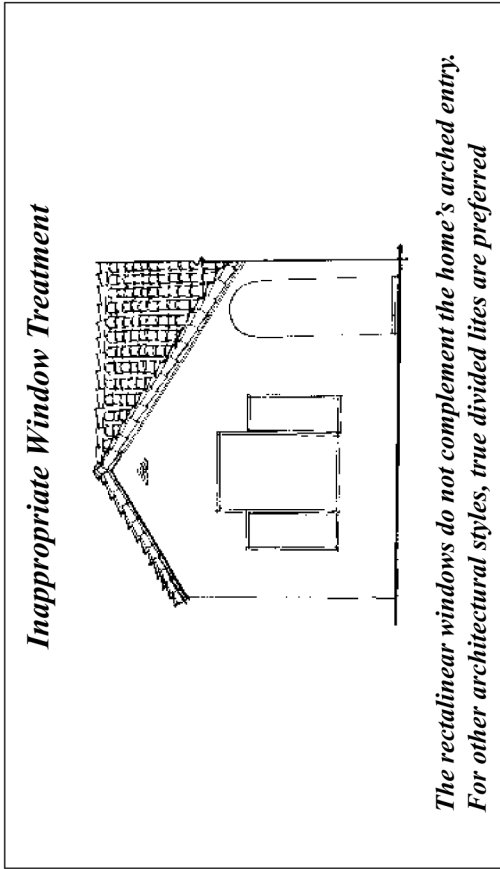 Inappropriate Window Treatment
The rectalinear windows do not complement the home's arched entry.
For other architectural styles, true divided lites are preferred